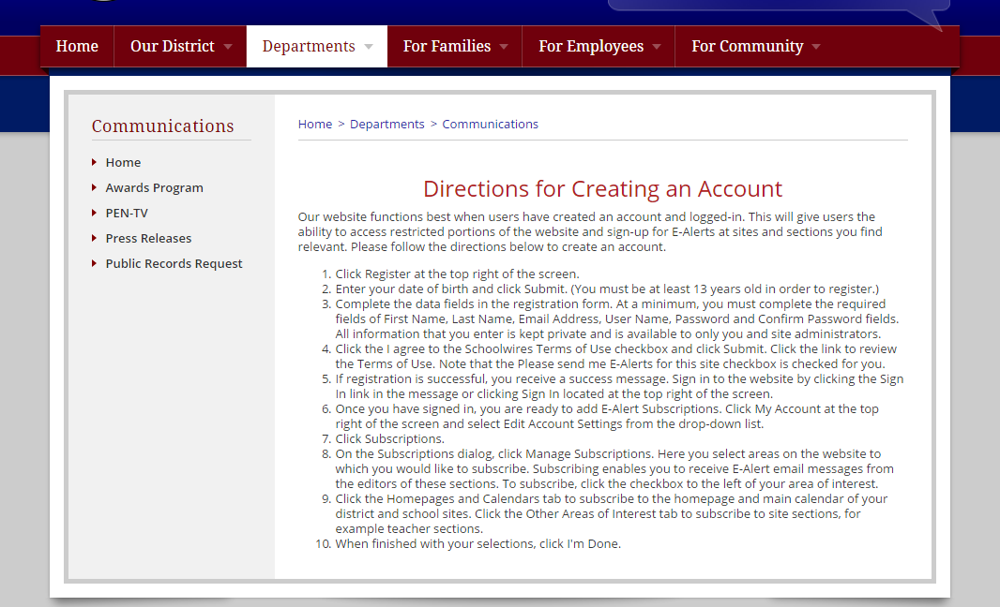 Home
Our District
Departments
For Families
For Employees
For Community
Communications
Home
Awards Program
PEN-TV
Press Releases
Public Records Request
Home > Departments > Communications
Directions for Creating an Account
Our website functions best when users have created an account and logged-in. This will give users the
ability to access restricted portions of the website and sign-up for E-Alerts at sites and sections you find
relevant. Please follow the directions below to create an account.
1. Click Register at the top right of the screen.
2. Enter your date of birth and click Submit. (You must be at least 13 years old in order to register.)
3. Complete the data fields in the registration form. At a minimum, you must complete the required
fields of First Name, Last Name, Email Address, User Name, Password and Confirm Password fields.
All information that you enter is kept private and is available to only you and site administrators.
4. Click the I agree to the Schoolwires Terms of Use checkbox and click Submit. Click the link to review
the Terms of Use. Note that the Please send me E-Alerts for this site checkbox is checked for you.
5. If registration is successful, you receive a success message. Sign in to the website by clicking the Sign
In link in the message or clicking Sign In located at the top right of the screen.
6. Once you have signed in, you are ready to add E-Alert Subscriptions. Click My Account at the top
right of the screen and select Edit Account Settings from the drop-down list.
7. Click Subscriptions.
8. On the Subscriptions dialog, click Manage Subscriptions. Here you select areas on the website to
which you would like to subscribe. Subscribing enables you to receive E-Alert email messages from
the editors of these sections. To subscribe, click the checkbox to the left of your area of interest.
9. Click the Homepages and Calendars tab to subscribe to the homepage and main calendar of your
district and school sites. Click the Other Areas of Interest tab to subscribe to site sections, for
example teacher sections.
10. When finished with your selections, click I'm Done.